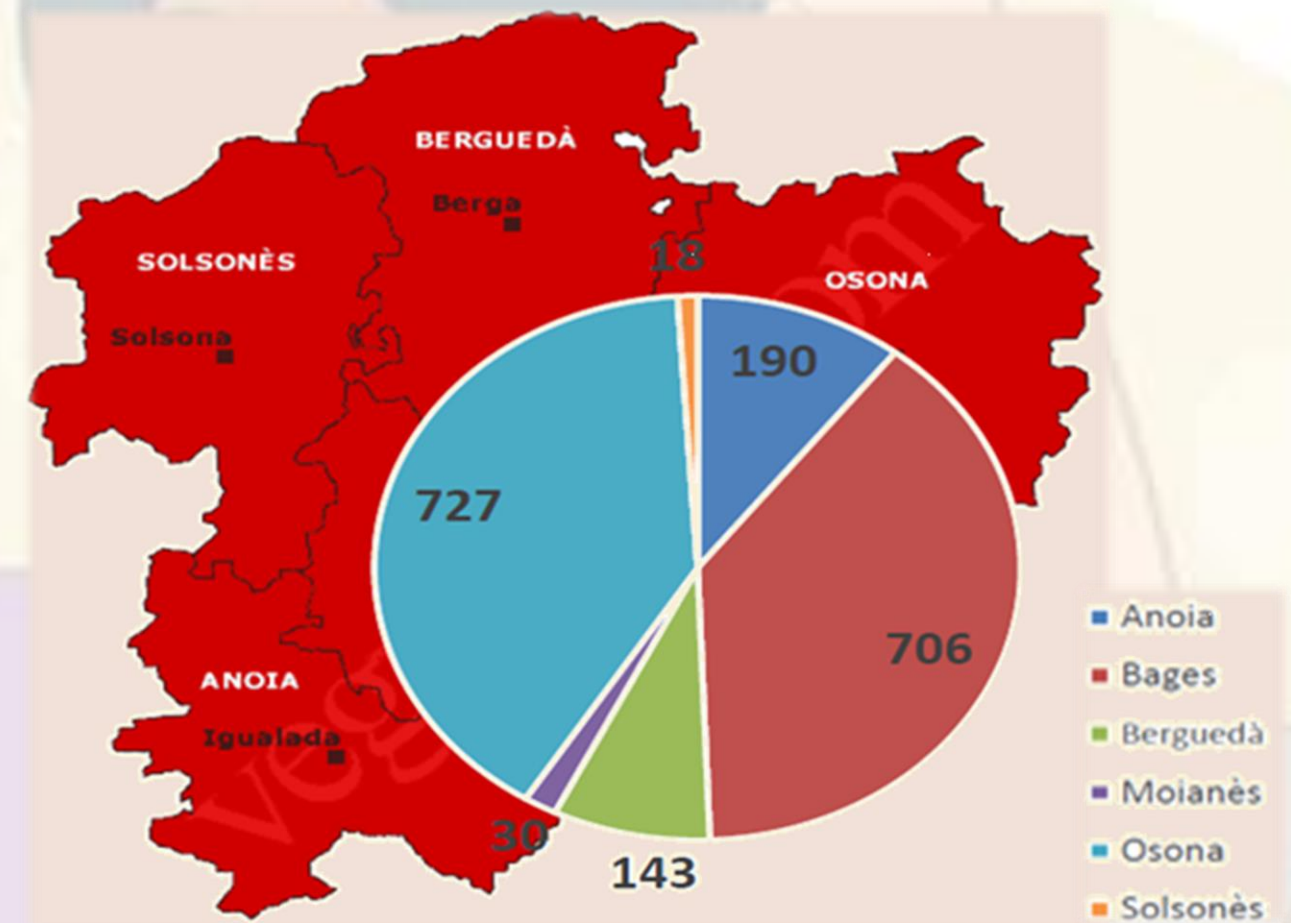 BERGUEDÀ
Berga
SOLSONÈS
Solsona
OSONA
18
190
727
706
ANOIA
Igualada
30
143
Anoia
Bages
Berguedà
Moianès
Osona
Solsonès